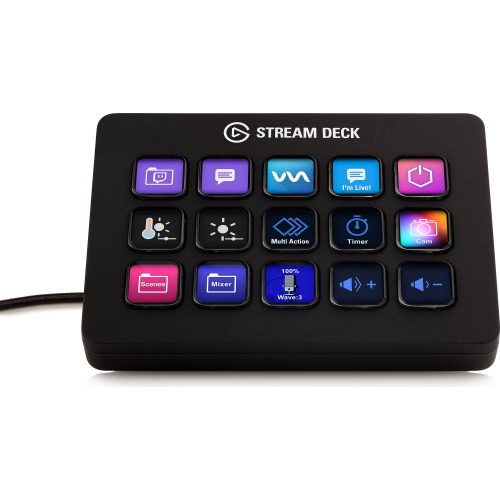 STREAM DECK
I'm Live!
Multi Action
Timer
Cam
Scenes
Mixer
100%
Wave:3